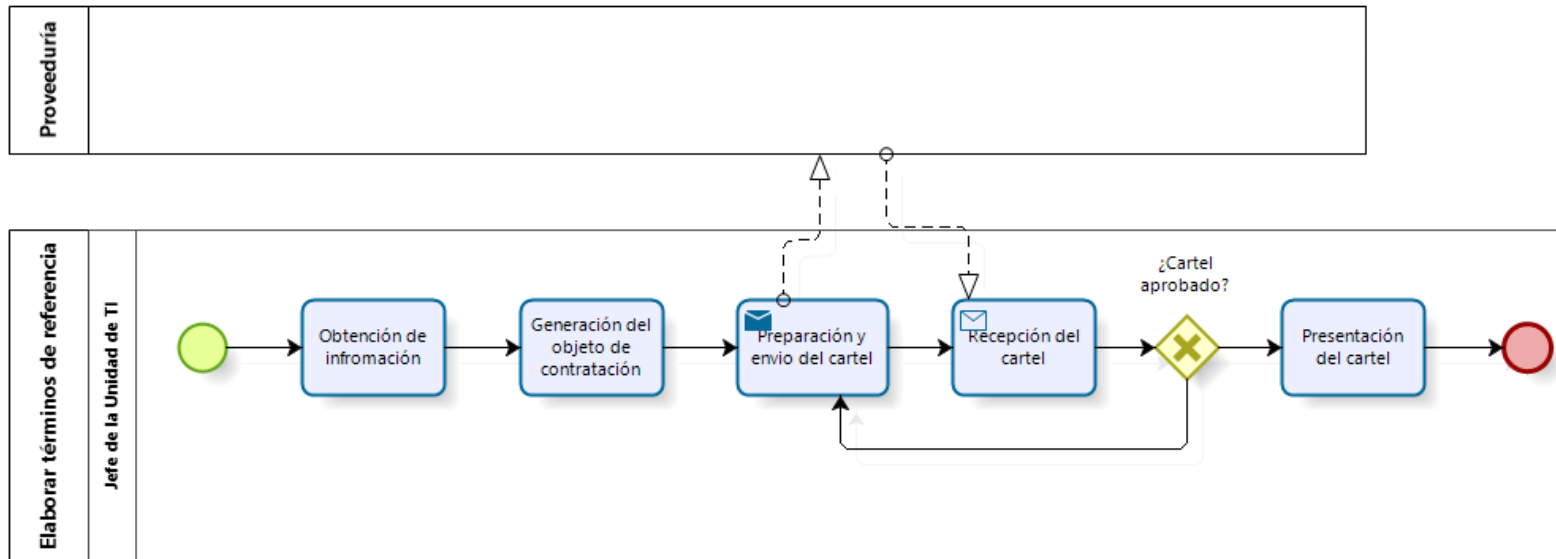 Proveeduría
Elaborar términos de referencia
Jefe de la Unidad de TI
Obtención de
infromación
Generación del
objeto de
contratación
Preparación y
envio del cartel
Recepción del
cartel
¿Cartel
aprobado?
Presentación
del cartel